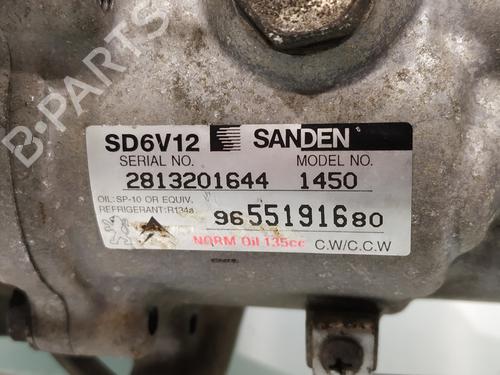 B-PARTS
SD6V12 SANDEN
SERIAL NO. MODEL NO.
2813201644 1450
OIL:SP-10 OR EQUIV.
REFRIGERANT:R134a
9655191680
NORM Oil 135cc C.W/C.C.W